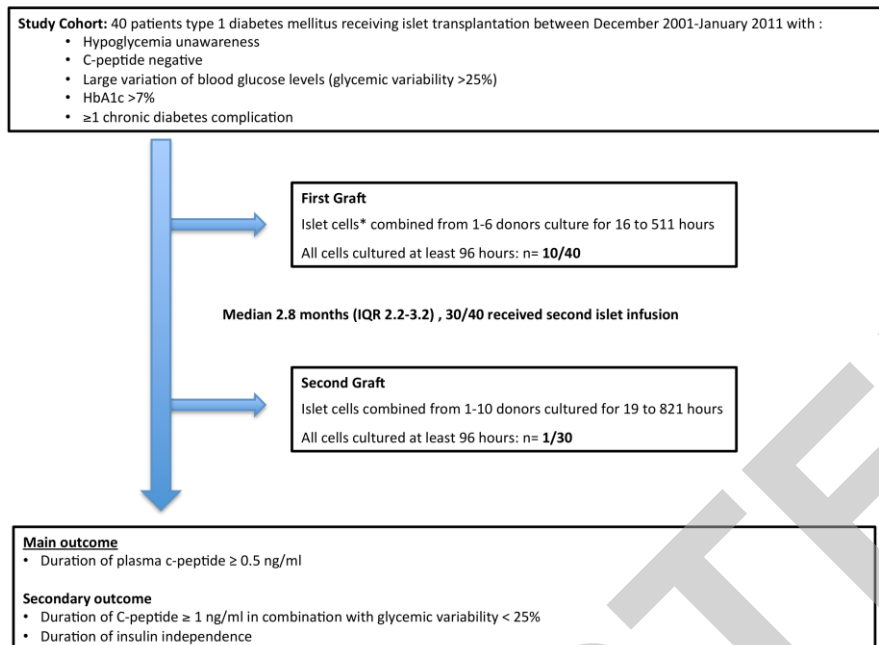 Study Cohort: 40 patients type 1 diabetes mellitus receiving islet transplantation between December 2001-January 2011 with :
• Hypoglycemia unawareness
• C-peptide negative
• Large variation of blood glucose levels (glycemic variability >25%)
• HbA1c >7%
• ≥1 chronic diabetes complication
First Graft
Islet cells* combined from 1-6 donors culture for 16 to 511 hours
All cells cultured at least 96 hours: n= 10/40
Median 2.8 months (IQR 2.2-3.2) , 30/40 received second islet infusion
Second Graft
Islet cells combined from 1-10 donors cultured for 19 to 821 hours
All cells cultured at least 96 hours: n= 1/30
Main outcome
• Duration of plasma c-peptide ≥ 0.5 ng/ml
Secondary outcome
• Duration of C-peptide ≥ 1 ng/ml in combination with glycemic variability < 25%
• Duration of insulin independence